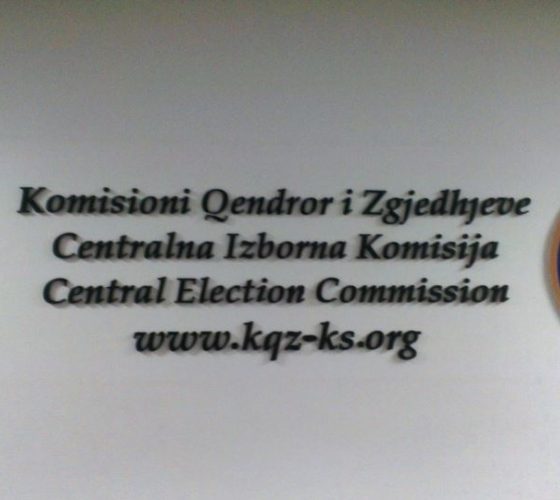 Komisioni Qendror i Zgjedhjeve
Centralna Izborna Komisija
Central Election Commission
www.kqz-ks.org